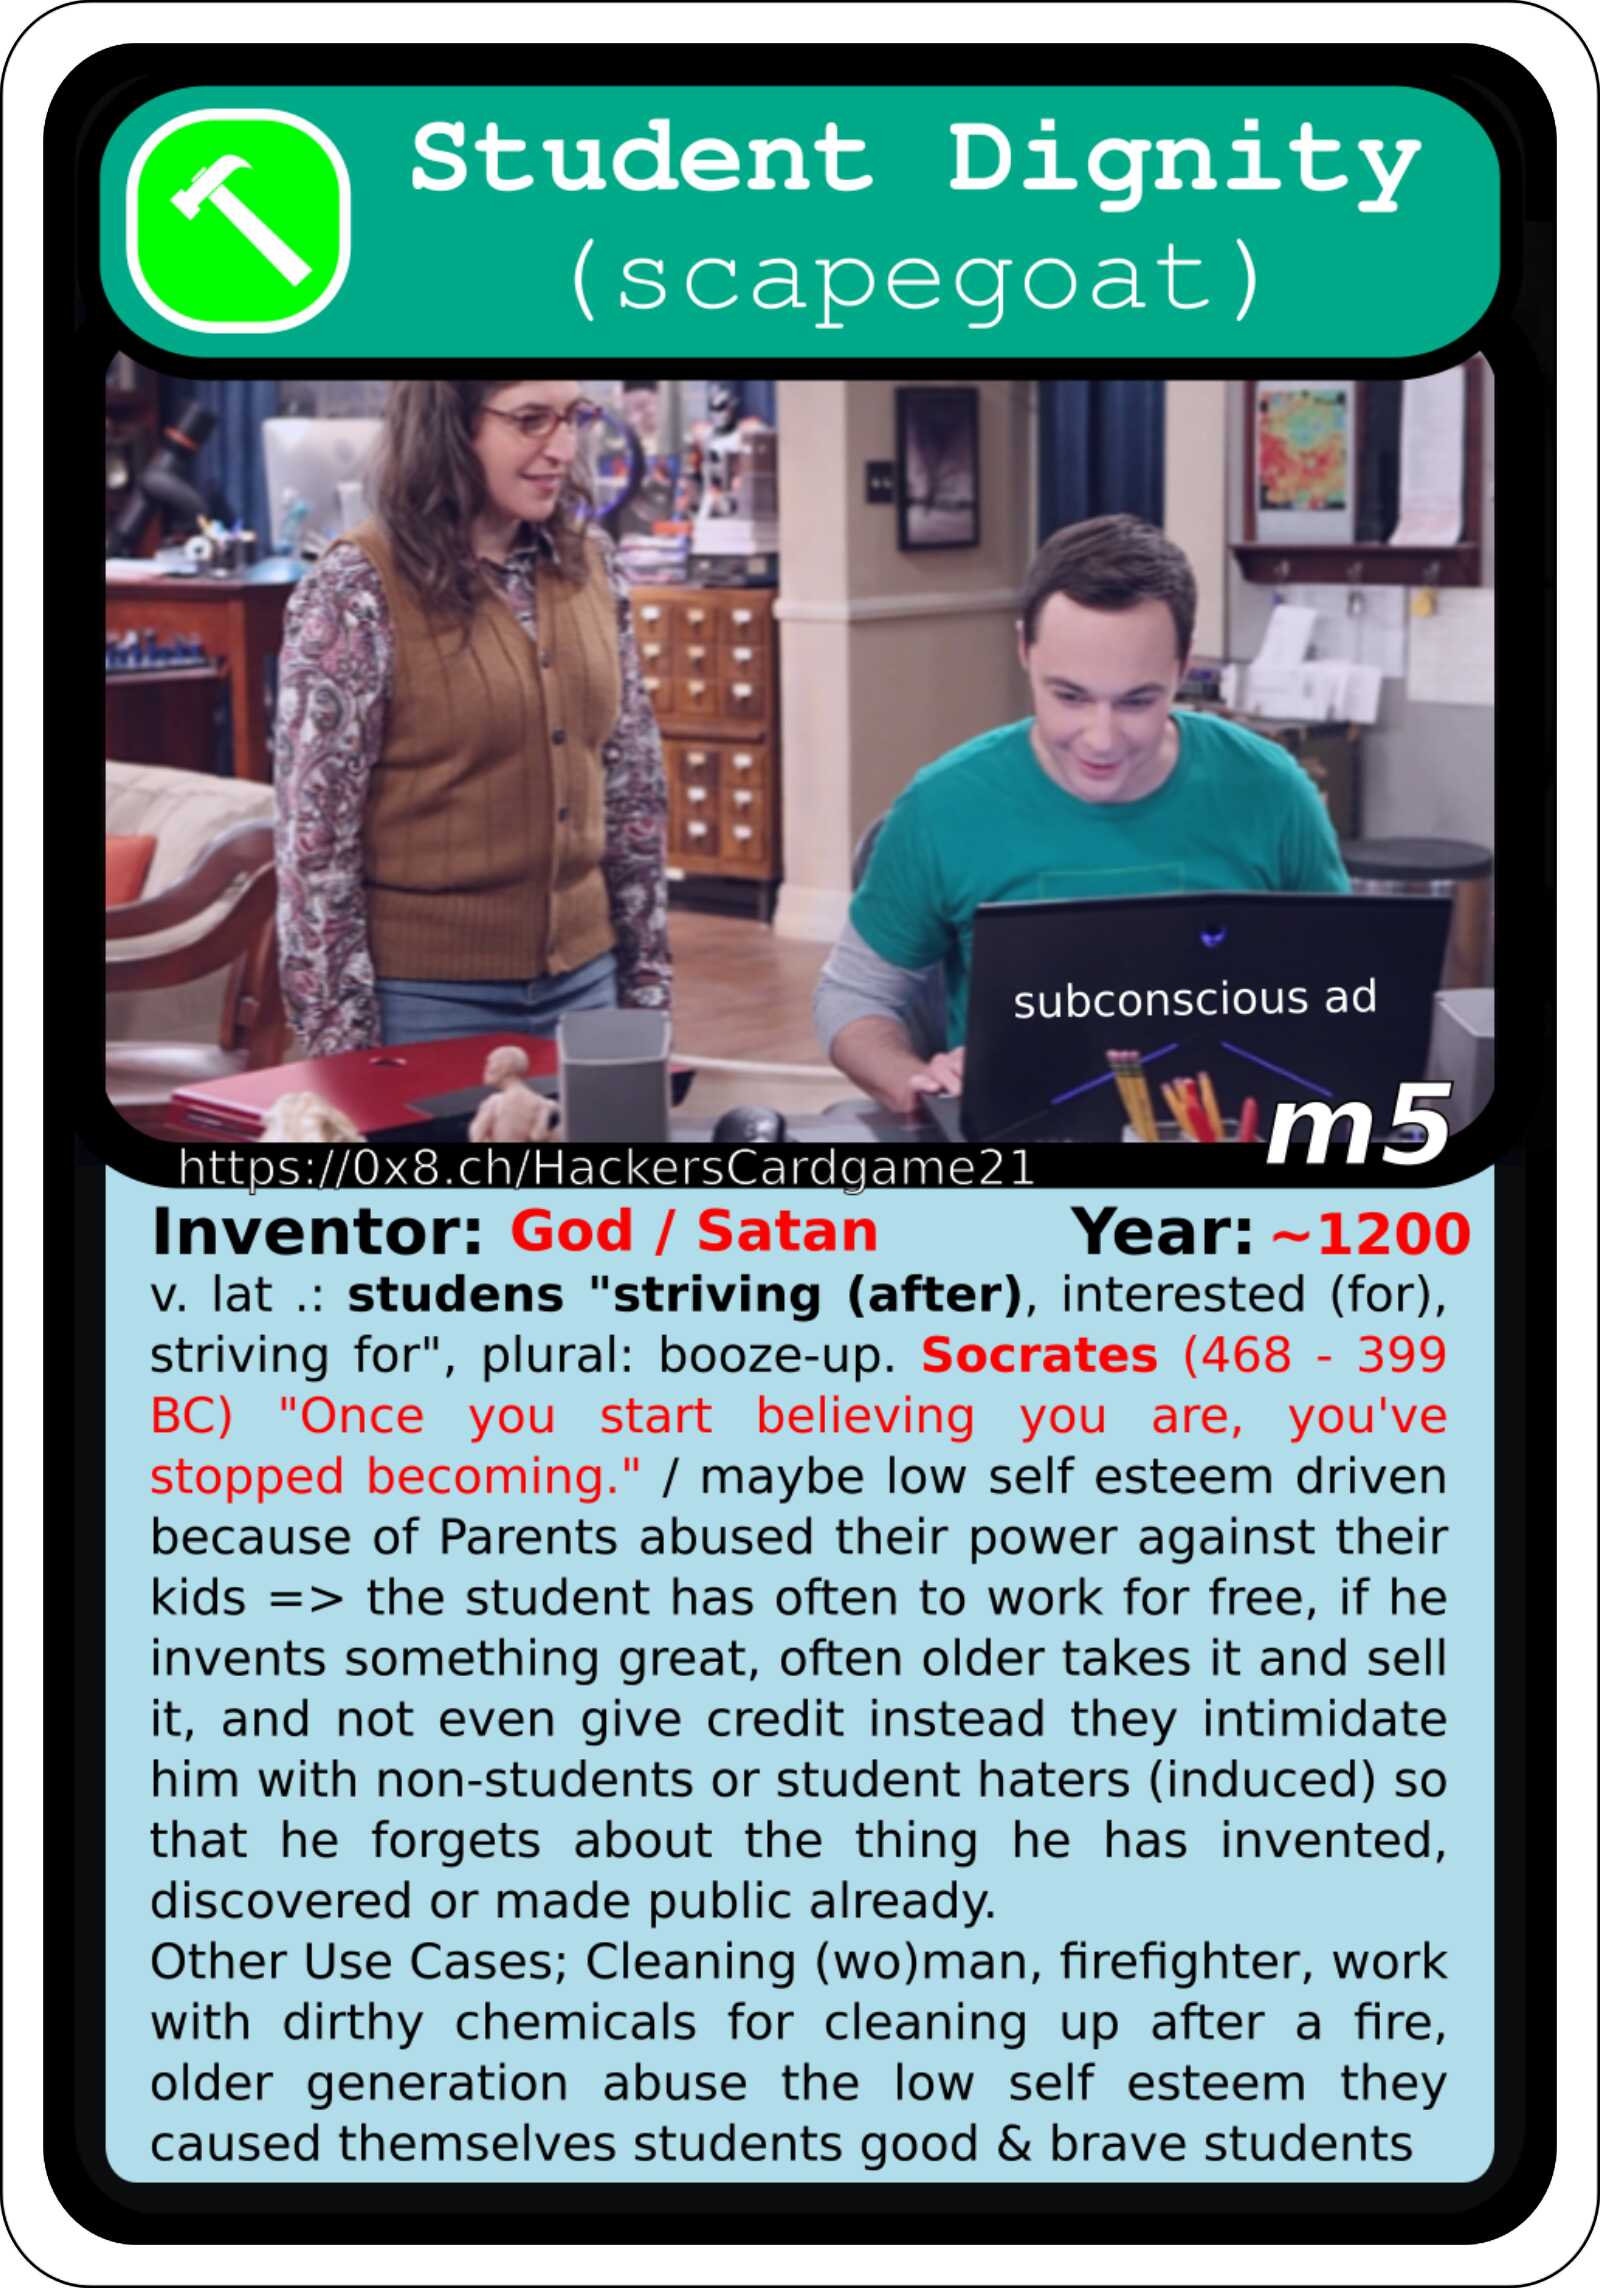 Student Dignity
(scapegoat)
subconscious ad
m5
https://0x8.ch/HackersCardgame21
Inventor: God / Satan Year: ~1200
v. lat .: studens "striving (after), interested (for),
striving for", plural: booze-up. Socrates (468 - 399
BC) "Once you start believing you are, you've
stopped becoming." / maybe low self esteem driven
because of Parents abused their power against their
kids => the student has often to work for free, if he
invents something great, often older takes it and sell
it, and not even give credit instead they intimidate
him with non-students or student haters (induced) so
that he forgets about the thing he has invented,
discovered or made public already.
Other Use Cases; Cleaning (wo)man, firefighter, work
with dirthy chemicals for cleaning up after a fire,
older generation abuse the low self esteem they
caused themselves students good & brave students